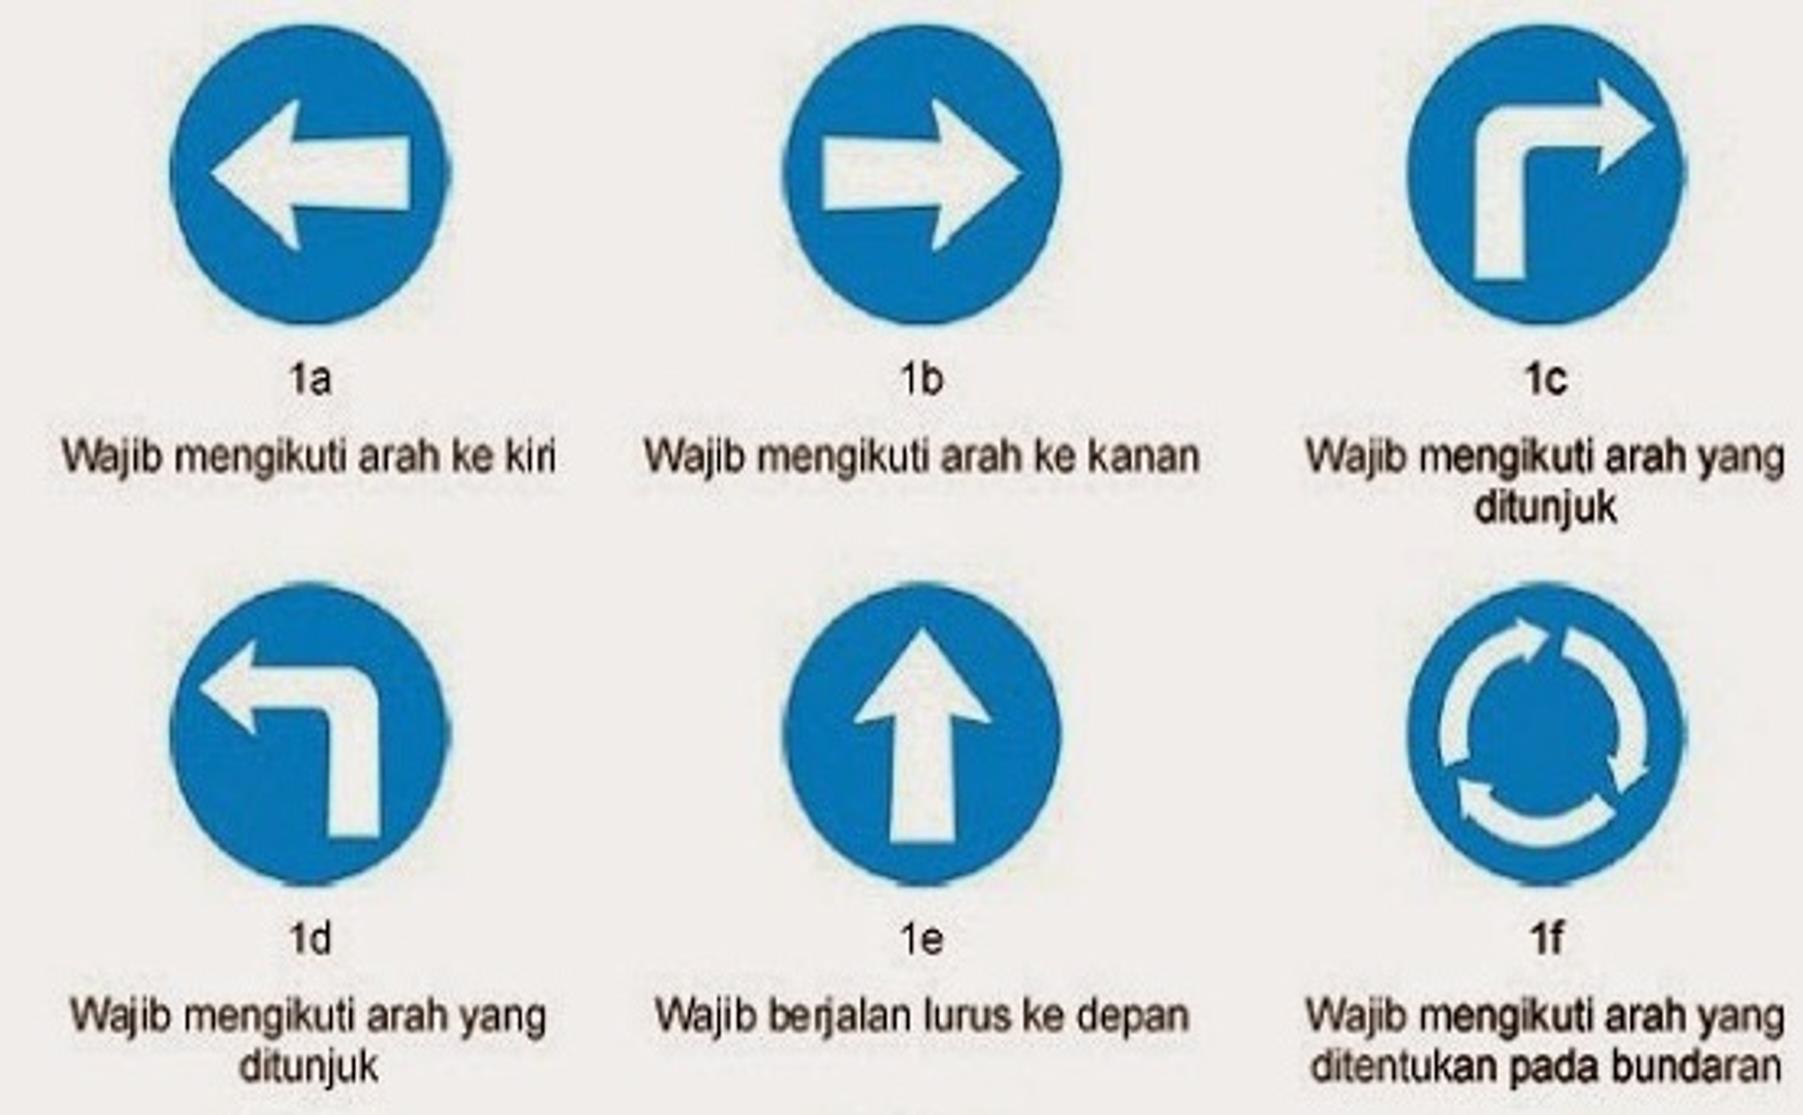 1a
Wajib mengikuti arah ke kiri
1b
Wajib mengikuti arah ke kanan
1c
Wajib mengikuti arah yang
ditunjuk
1d
Wajib mengikuti arah yang
ditunjuk
1e
Wajib berjalan lurus ke depan
1f
Wajib mengikuti arah yang
ditentukan pada bundaran